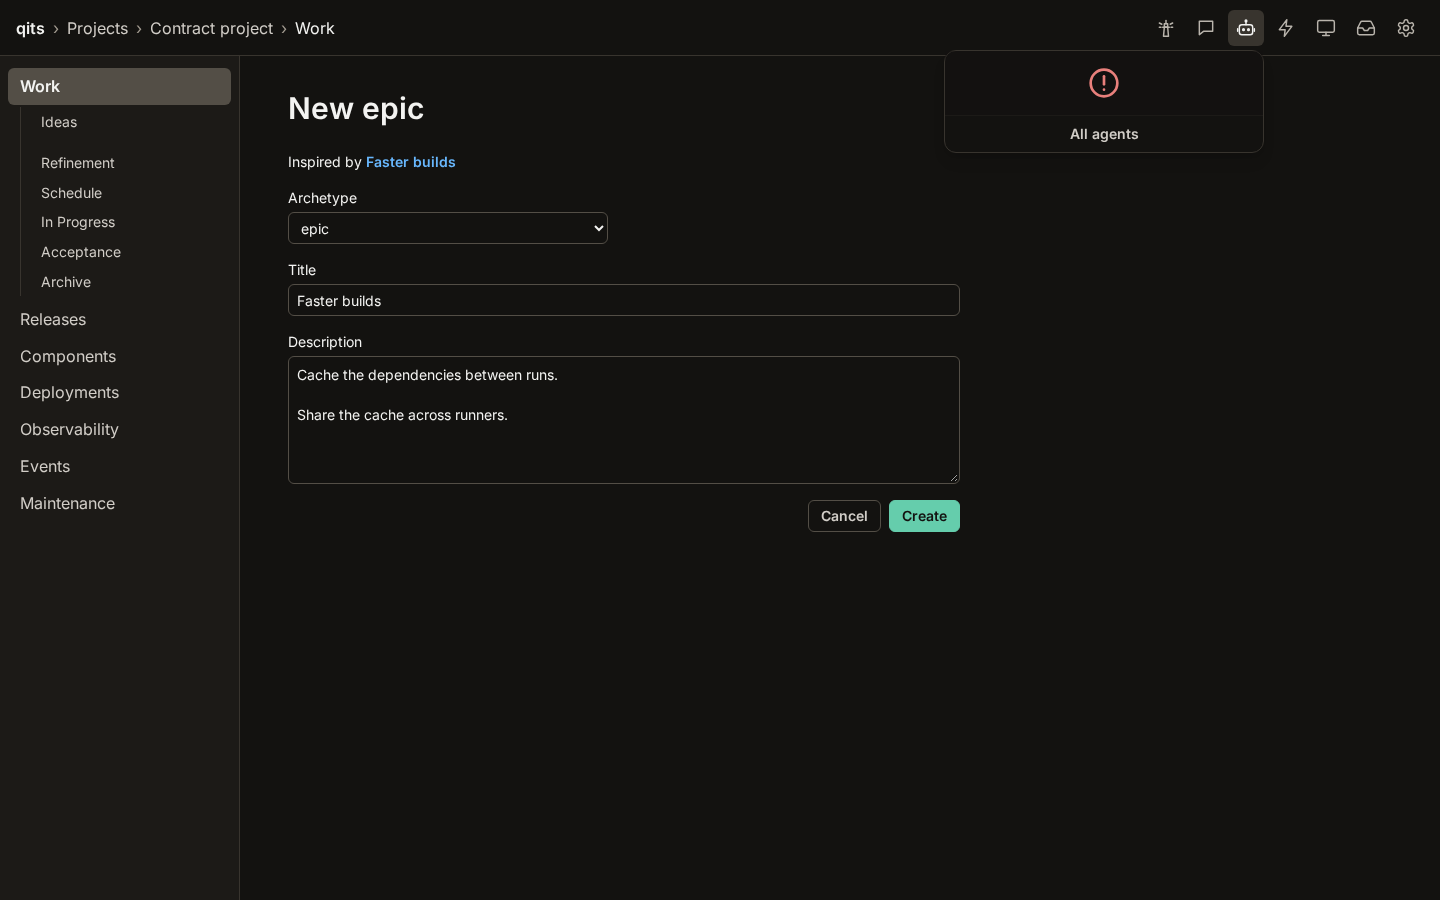 qits › Projects › Contract project › Work
All agents
Work
Ideas
Refinement
Schedule
In Progress
Acceptance
Archive
Releases
Components
Deployments
Observability
Events
Maintenance
New epic
Inspired by Faster builds
Archetype
epic
Title
Faster builds
Description
Cache the dependencies between runs.
Share the cache across runners.
Cancel
Create